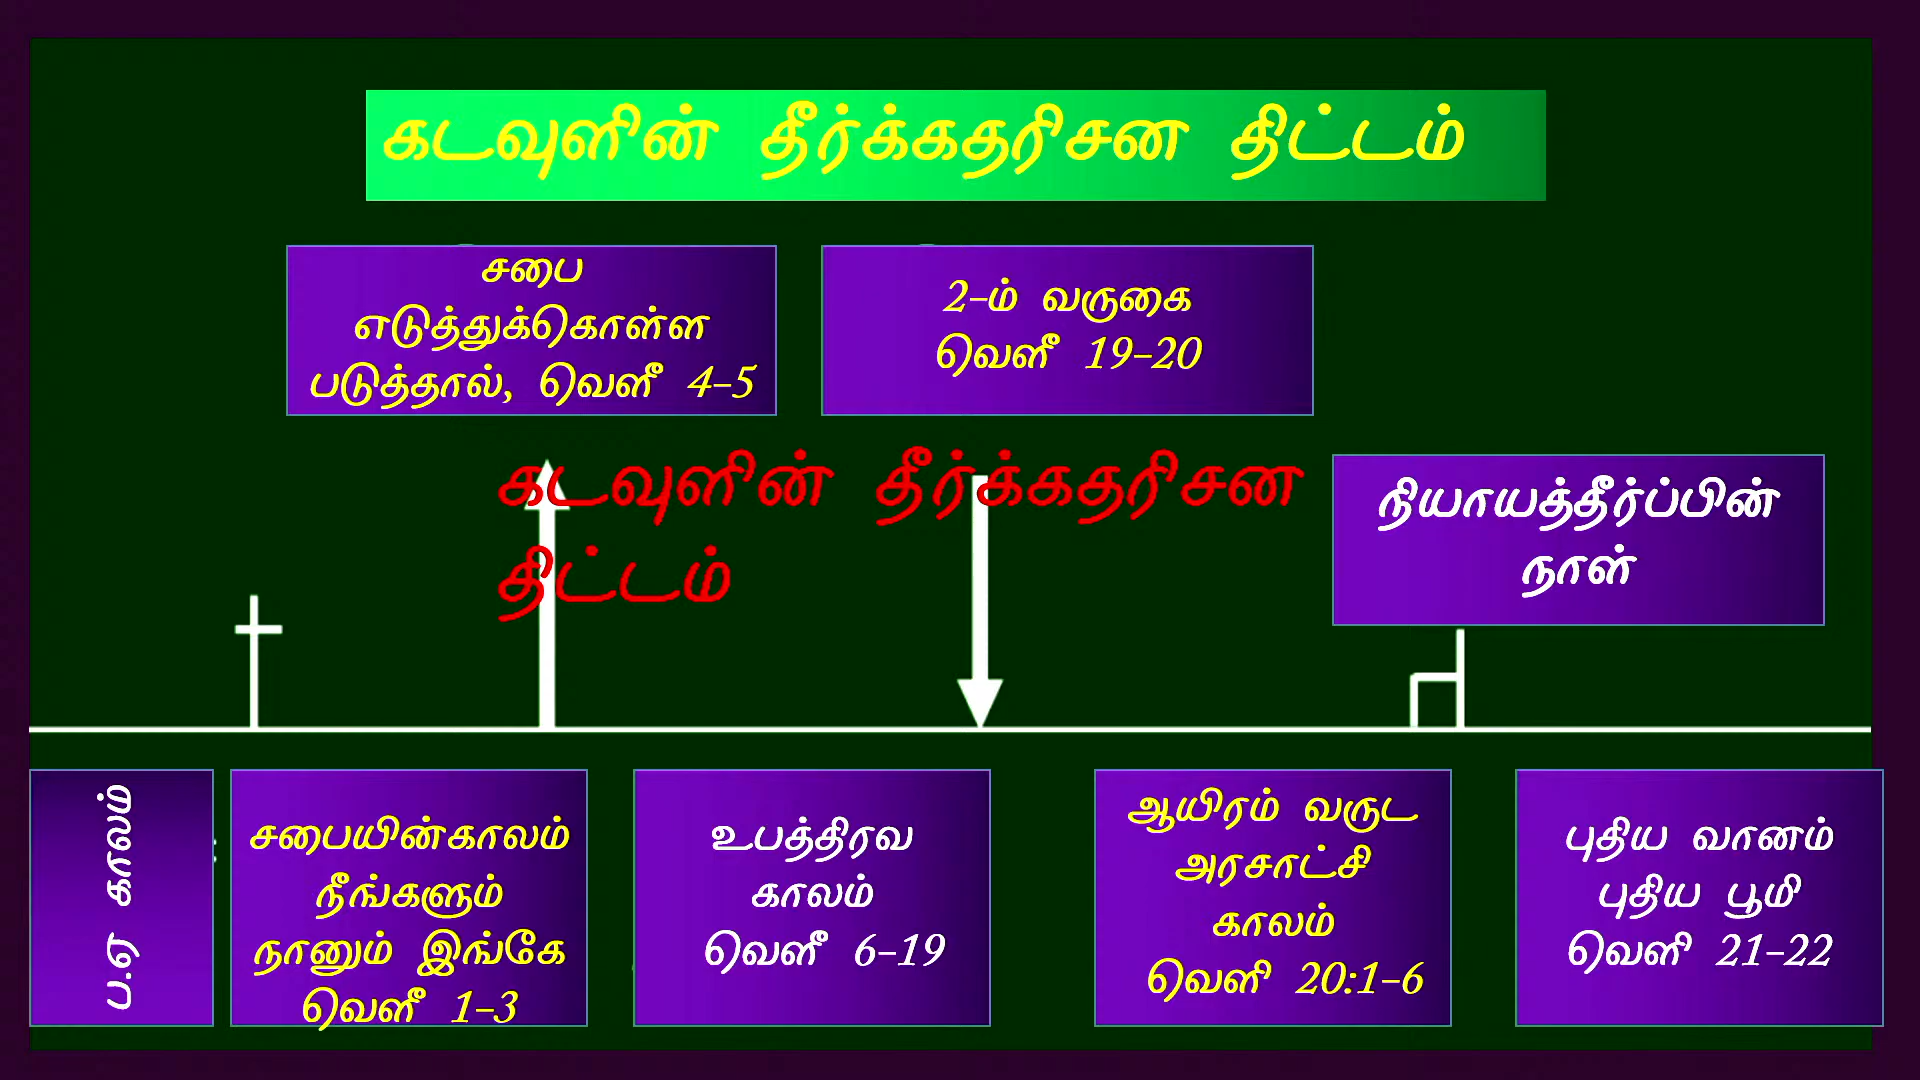 கடவுளின் தீர்க்கதரிசன திட்டம்
சபை
எடுத்துக்கொள்ள
படுத்தால், வெளீ 4-5
2-ம் வருகை
வெளீ 19-20
கடவுளின் தீர்க்கதரிசன
திட்டம்
நியாயத்தீர்ப்பின்
நாள்
ப.ஏ காலம்
சபையின்காலம்
நீங்களும்
நானும் இங்கே
வெளீ 1-3
உபத்திரவ
காலம்
வெளீ 6-19
ஆயிரம் வருட
அரசாட்சி
காலம்
வெளி 20:1-6
புதிய வானம்
புதிய பூமி
வெளி 21-22